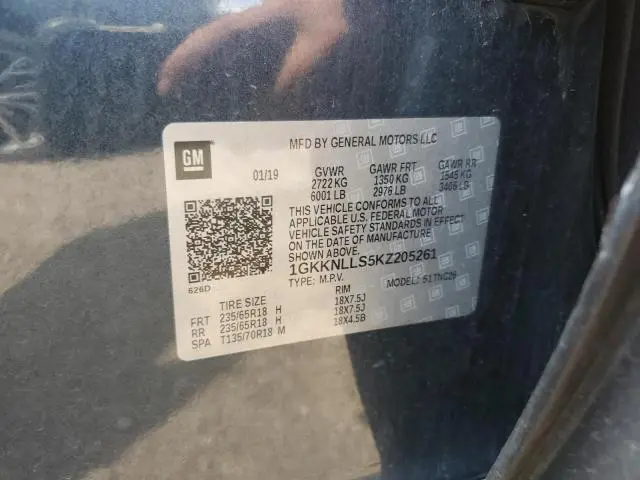 MFD BY GENERAL MOTORS LLC
GM
01/19 GVWR GAWR FRT GAWR RR
2722 KG 1350 KG 1545 KG
6001 LB 2976 LB 3406 LB
THIS VEHICLE CONFORMS TO ALL
APPLICABLE U.S. FEDERAL MOTOR
VEHICLE SAFETY STANDARDS IN EFFECT
ON THE DATE OF MANUFACTURE.
1GKKNLLS5KZ205261
626D TYPE: M.P.V. MODEL: S1TNC26
TIRE SIZE RIM
FRT 235/65R18 H 18X7.5J
RR 235/65R18 H 18X7.5J
SPA T135/70R18 M 18X4.5B